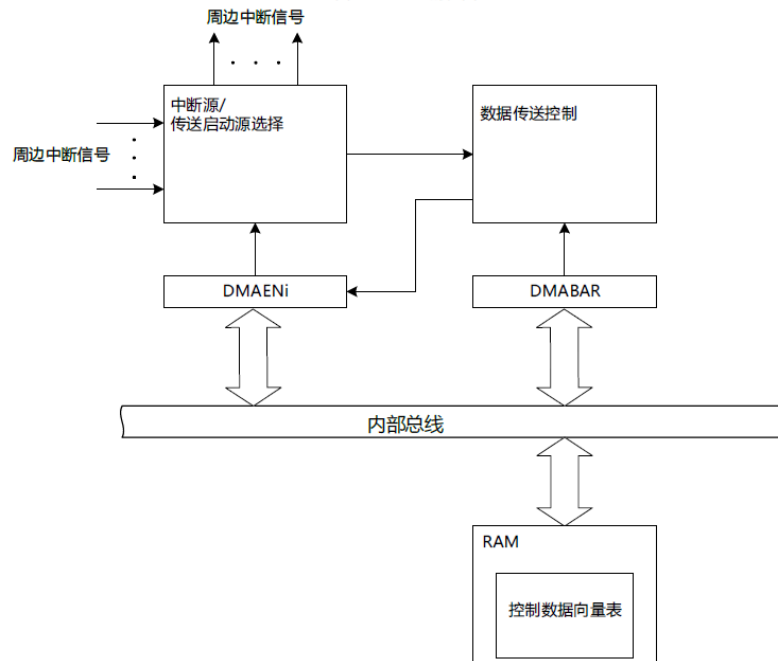 周边中断信号
· · ·
中断源/
传送启动源选择
数据传送控制
周边中断信号
DMAENi
DMABAR
内部总线
RAM
控制数据向量表